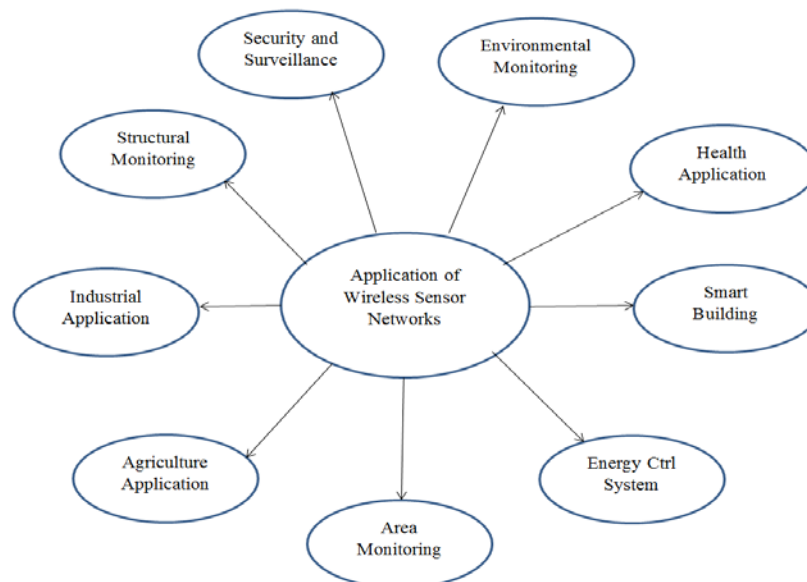 Security and
Surveillance
Environmental
Monitoring
Structural
Monitoring
Health
Application
Application of
Wireless Sensor
Networks
Industrial
Application
Smart
Building
Agriculture
Application
Energy Ctrl
System
Area
Monitoring